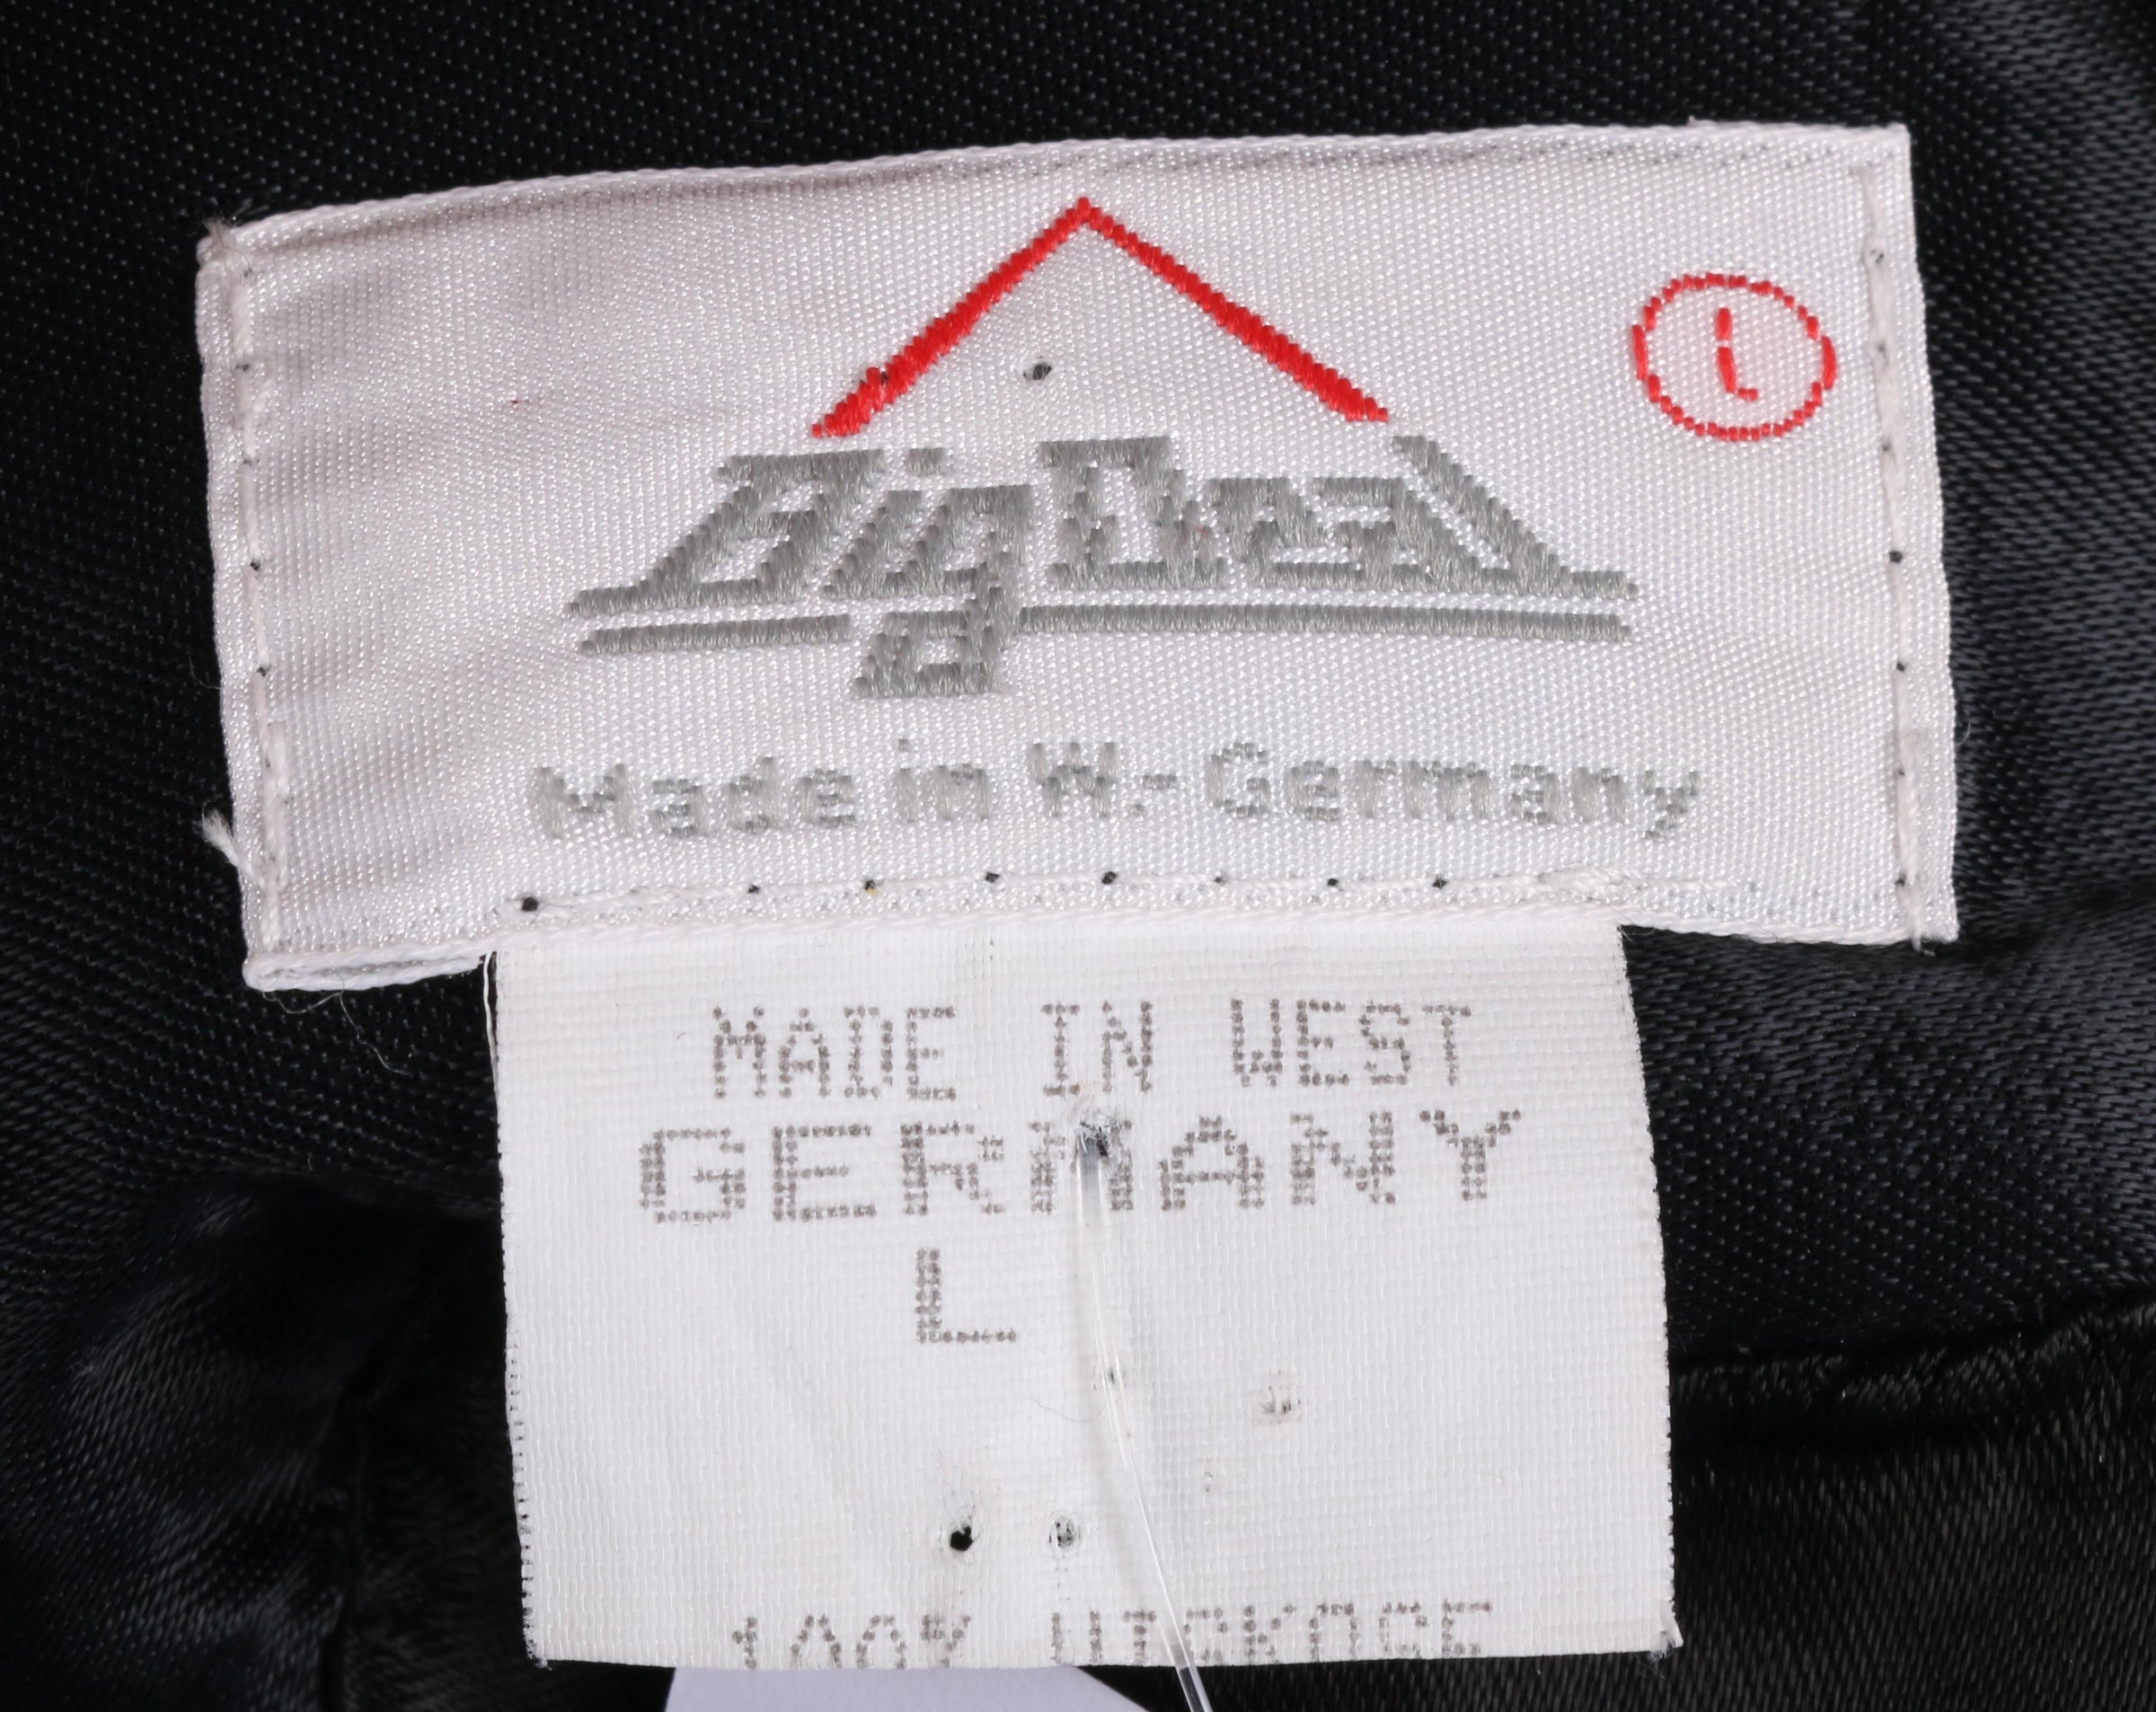 L
Big Deal
Made in W.-Germany
MADE IN WEST
GERMANY
L